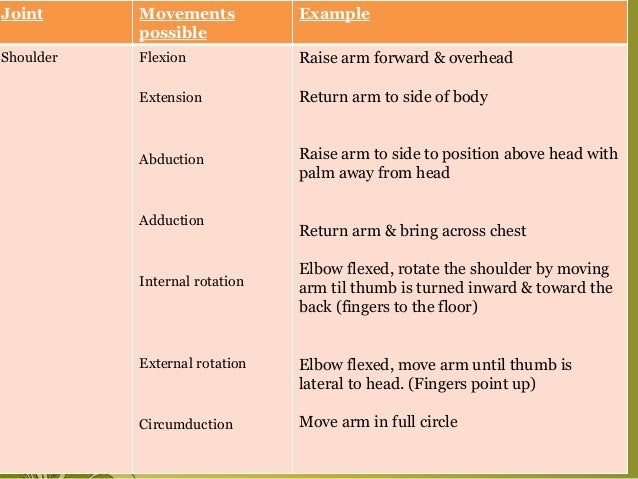 Joint
Movements
possible
Example
Shoulder
Flexion
Raise arm forward & overhead
Extension
Return arm to side of body
Abduction
Raise arm to side to position above head with
palm away from head
Adduction
Return arm & bring across chest
Internal rotation
Elbow flexed, rotate the shoulder by moving
arm til thumb is turned inward & toward the
back (fingers to the floor)
External rotation
Elbow flexed, move arm until thumb is
lateral to head. (Fingers point up)
Circumduction
Move arm in full circle